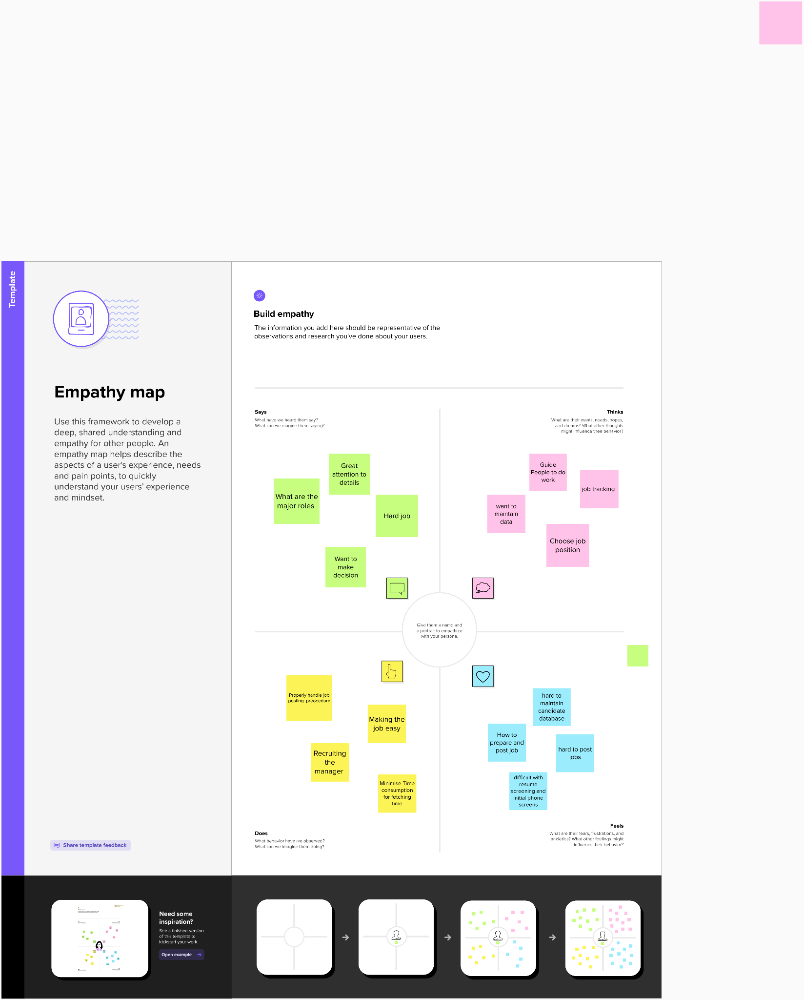 Template
Empathy map
Use this framework to develop a
deep, shared understanding and
empathy for other people. An
empathy map helps describe the
aspects of a user's experience, needs
and pain points, to quickly
understand your users’ experience
and mindset.
Share template feedback
Build empathy
The information you add here should be representative of the
observations and research you've done about your users.
Says
What have we heard them say?
What can we magine them saying?
Thinks
What are their wants, needs, hopes,
and dreams? What other thoughts
might influence their behavior?
Great
attention to
details
What are the
major roles
Hard job
Want to
make
decision
Guide
People to do
work
job tracking
want to
maintain
data
Choose job
position
Give them a name and
a portrait to empathize
with your persona.
Properly handle job
posting preocedure
Making the
job easy
Recruiting
the
manager
Minimise Time
consumption
for fetching
time
hard to
maintain
candidate
database
How to
prepare and
post job
hard to post
jobs
difficult with
resume
screening and
initial phone
screens
Does
What behavior have we observed?
What can we imagine them doing?
Feels
What are their fears, frustrations, and
anxieties? What other feelings might
influence their behavior?
Need some
inspiration?
See a finished version
of this template to
kickstart your work.
Open example